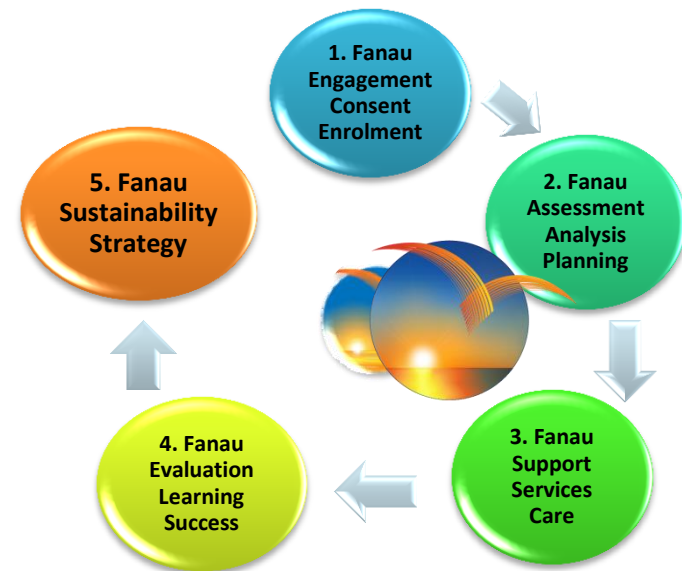 1. Fanau
Engagement
Consent
Enrolment
2. Fanau
Assessment
Analysis
Planning
3. Fanau
Support
Services
Care
4. Fanau
Evaluation
Learning
Success
5. Fanau
Sustainability
Strategy